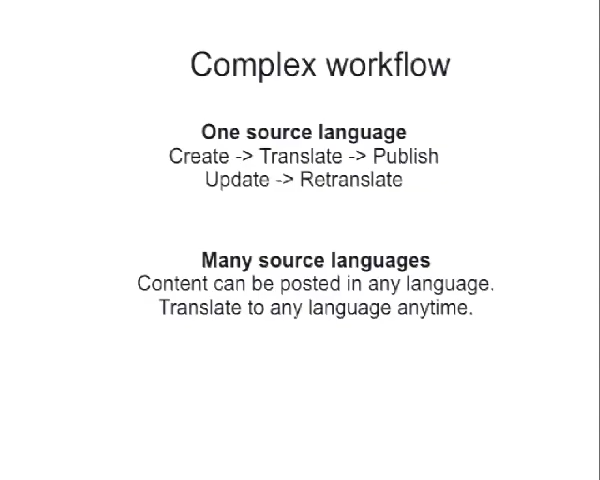 Complex workflow
One source language
Create -> Translate -> Publish
Update -> Retranslate
Many source languages
Content can be posted in any language.
Translate to any language anytime.